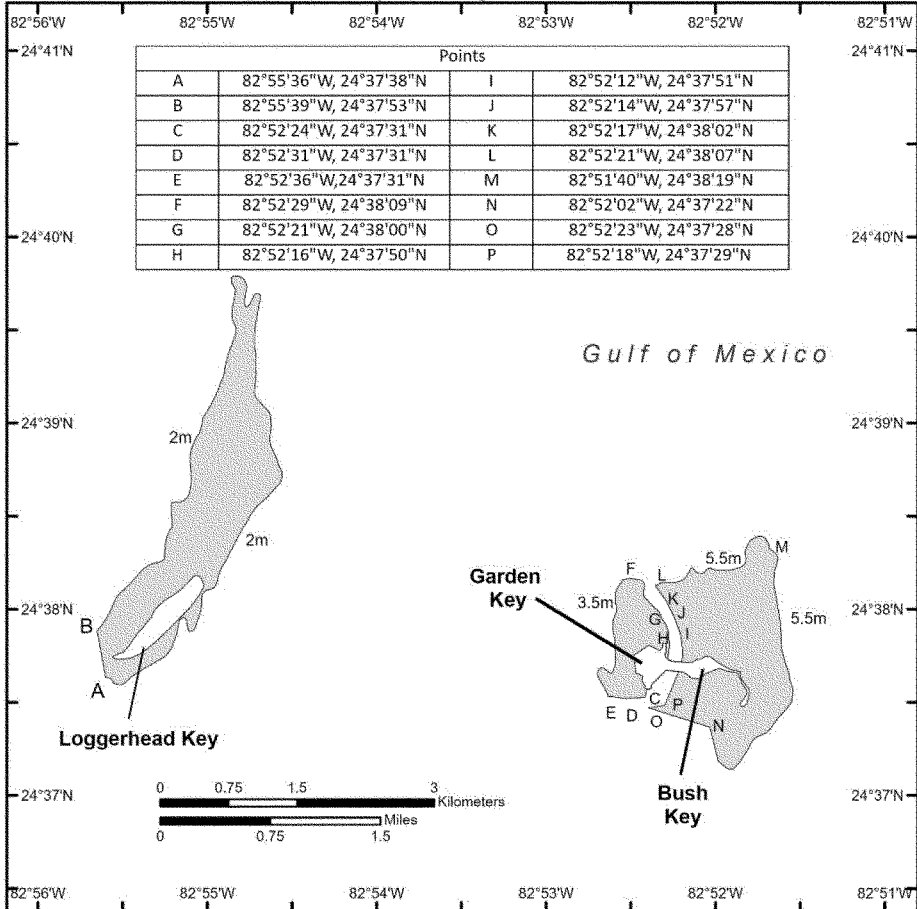 82°56'W 82°55'W 82°54'W 82°53'W 82°52'W 82°51'W
24°41'N 24°41'N
Points
A 82°55'36"W, 24°37'38"N I 82°52'12"W, 24°37'51"N
B 82°55'39"W, 24°37'53"N J 82°52'14"W, 24°37'57"N
C 82°52'24"W, 24°37'31"N K 82°52'17"W, 24°38'02"N
D 82°52'31"W, 24°37'31"N L 82°52'21"W, 24°38'07"N
E 82°52'36"W,24°37'31"N M 82°51'40"W, 24°38'19"N
F 82°52'29"W, 24°38'09"N N 82°52'02"W, 24°37'22"N
G 82°52'21"W, 24°38'00"N O 82°52'23"W, 24°37'28"N
H 82°52'16"W, 24°37'50"N P 82°52'18"W, 24°37'29"N
24°40'N 24°40'N
Gulf of Mexico
24°39'N 24°39'N
2m
2m
M
5.5m
F L
Garden
Key
3.5m K
J
24°38'N 24°38'N
5.5m
G
B I
H
A
C P
E D O N
Loggerhead Key
Bush
Key
0 0.75 1.5 3
Kilometers
Miles
0 0.75 1.5
24°37'N 24°37'N
82°56'W 82°55'W 82°54'W 82°53'W 82°52'W 82°51'W